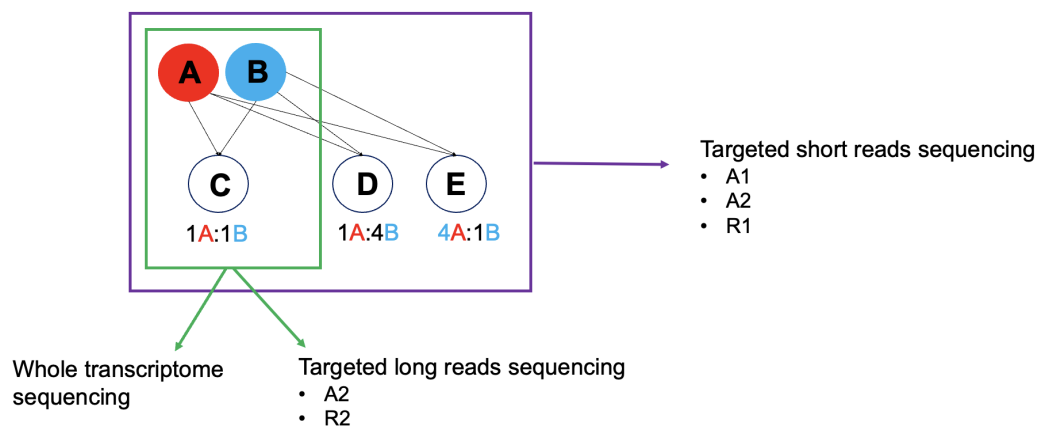 A B
C D E
1A:1B 1A:4B 4A:1B
Targeted short reads sequencing
• A1
• A2
• R1
Whole transcriptome
sequencing
Targeted long reads sequencing
• A2
• R2